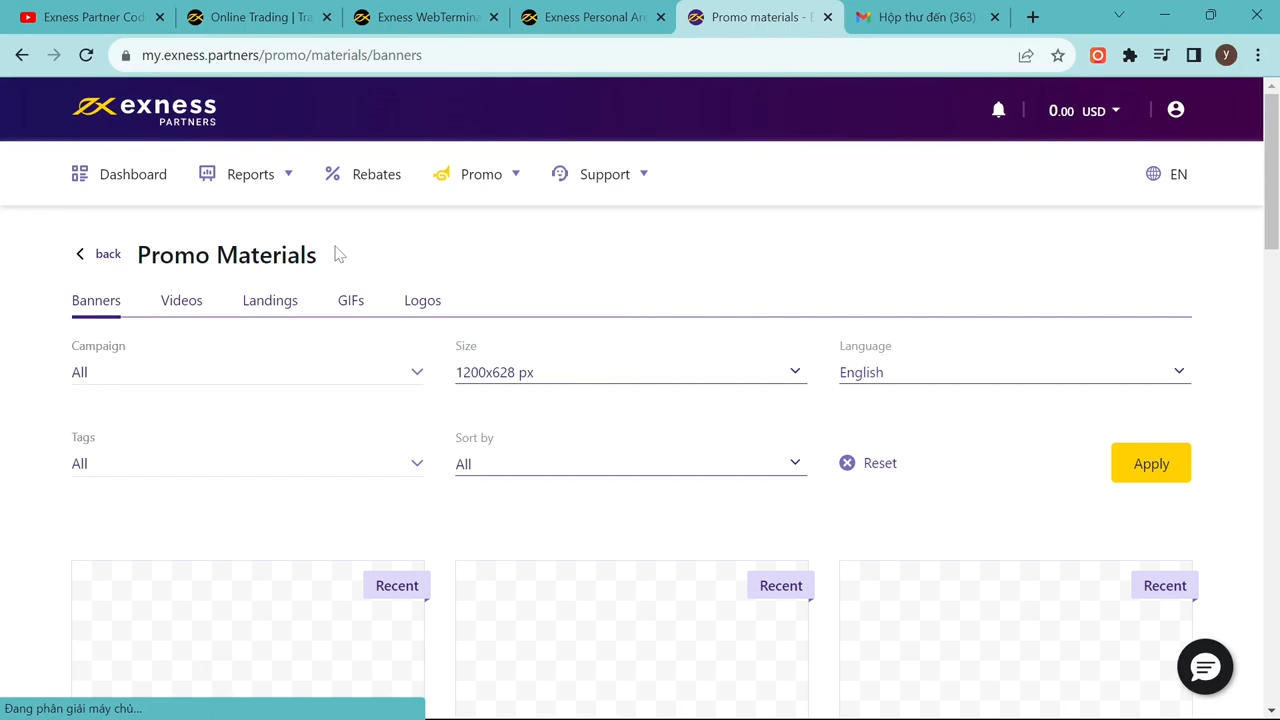 Exness Partner Cod
Online Trading | Tra
Exness WebTermina
Exness Personal Are
Promo materials - E
Hộp thư đến (363)
my.exness.partners/promo/materials/banners
y
exness
PARTNERS
0.00 USD
Dashboard
Reports
Rebates
Promo
Support
EN
back
Promo Materials
Banners
Videos
Landings
GIFs
Logos
Campaign
Size
Language
All
1200x628 px
English
Tags
Sort by
All
All
Reset
Apply
Recent
Recent
Recent
Đang phân giải máy chủ...